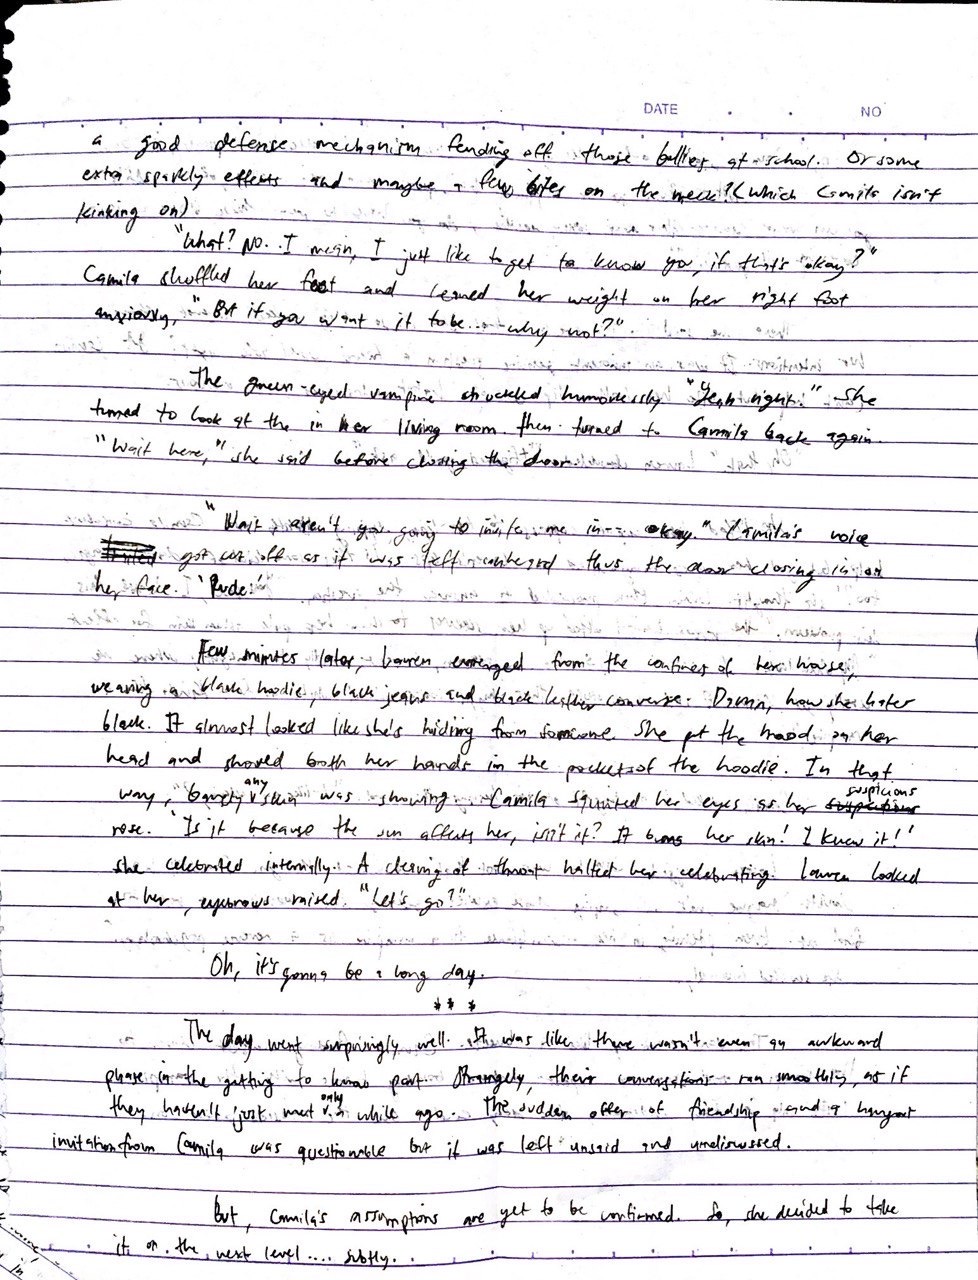 DATE . . NO
a good defense mechanism fending off those bullies at school. Or some
extra sparkly effects and maybe a few bites on the neck? (Which Camila isn't
kinking on)
"What? No.. I mean, I just like to get to know you, if that's okay?"
Camila shuffled her foot and leaned her weight on her right foot
anxiously, "But if you want it to be... why not?".
The green-eyed vampire chuckled humorlessly "Yeah right." She
turned to look at the in her living room then turned to Camila back again.
"Wait here," she said before closing the door.
"Wait aren't you going to invite me in-- okay." Camila's voice
got cut off as it was left unheard thus the door closing in on
her face. 'Rude.'
Few minutes later, Lauren emerged from the confines of her house,
wearing a black hoodie, black jeans and black leather converse. Damn, how she hates
black. It almost looked like she's hiding from someone. She put the hood on her
head and shoved both her hands in the pockets of the hoodie. In that
way, barely any skin was showing. Camila squinted her eyes as her suspicions
rose. 'Is it because the sun affects her, isn't it? It burns her skin! I knew it!'
she celebrated internally. A clearing of throat halted her celebrating. Lauren looked
at her, eyebrows raised. "Let's go?"
Oh, it's gonna be a long day.
* * *
The day went surprisingly well. It was like there wasn't even an awkward
phase in the getting to know part. Strangely, their conversations ran smoothly, as if
they haven't just met only a while ago. The sudden offer of friendship and a hangout
invitation from Camila was questionable but it was left unsaid and undiscussed.
But, Camila's assumptions are yet to be confirmed. So, she decided to take
it on the next level.... subtly.